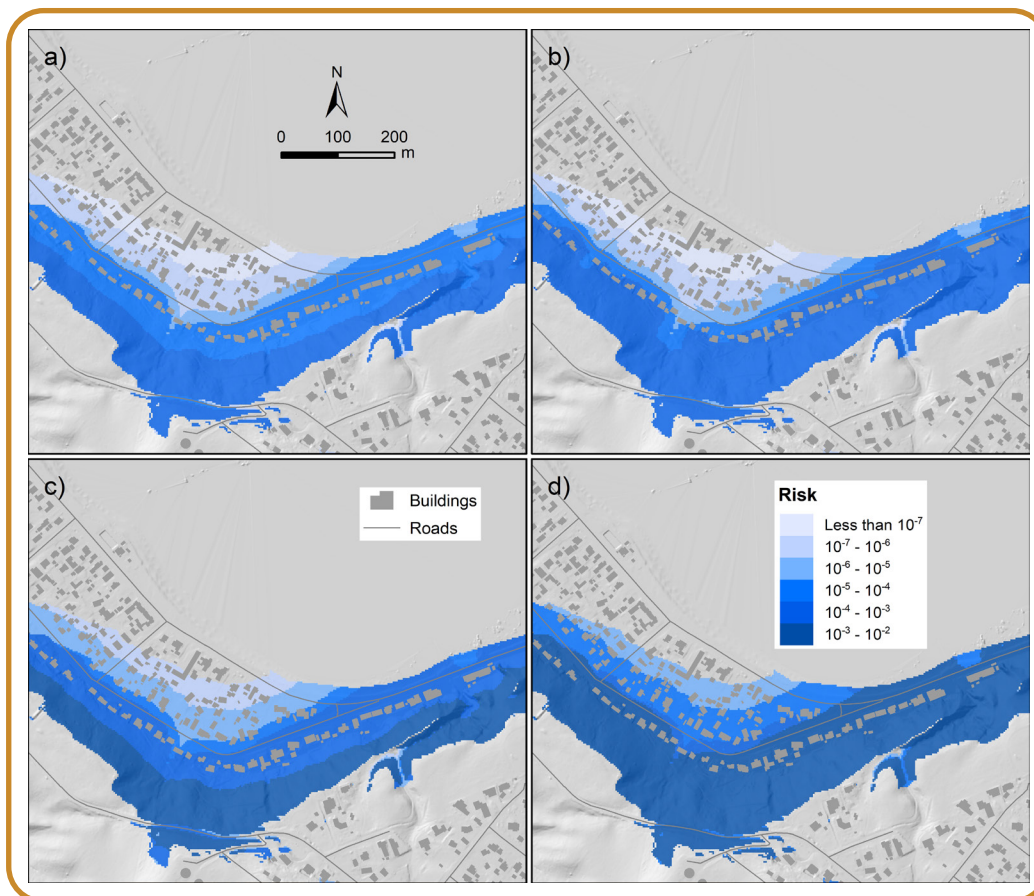 a)
N
0 100 200
m
b)
c)
Buildings
Roads
d)
Risk
Less than 10⁻⁷
10⁻⁷ - 10⁻⁶
10⁻⁶ - 10⁻⁵
10⁻⁵ - 10⁻⁴
10⁻⁴ - 10⁻³
10⁻³ - 10⁻²